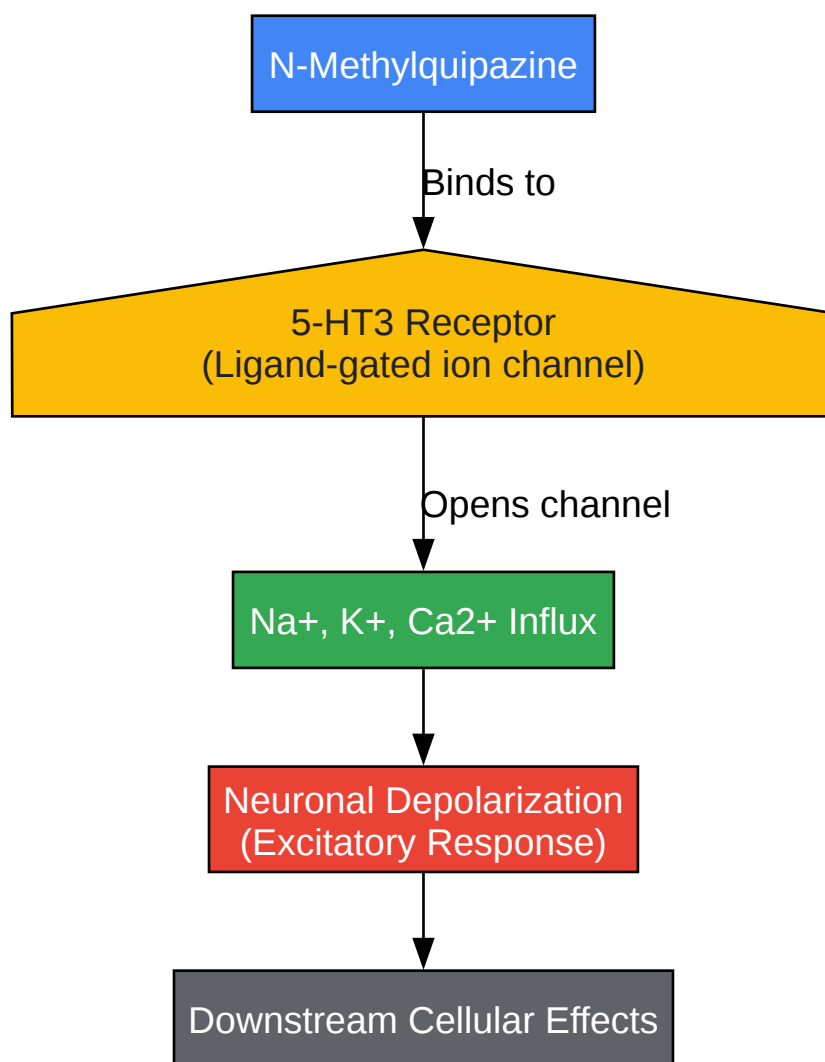 N-Methylquipazine
Binds to
5-HT3 Receptor
(Ligand-gated ion channel)
Opens channel
Na+, K+, Ca2+ Influx
Neuronal Depolarization
(Excitatory Response)
Downstream Cellular Effects